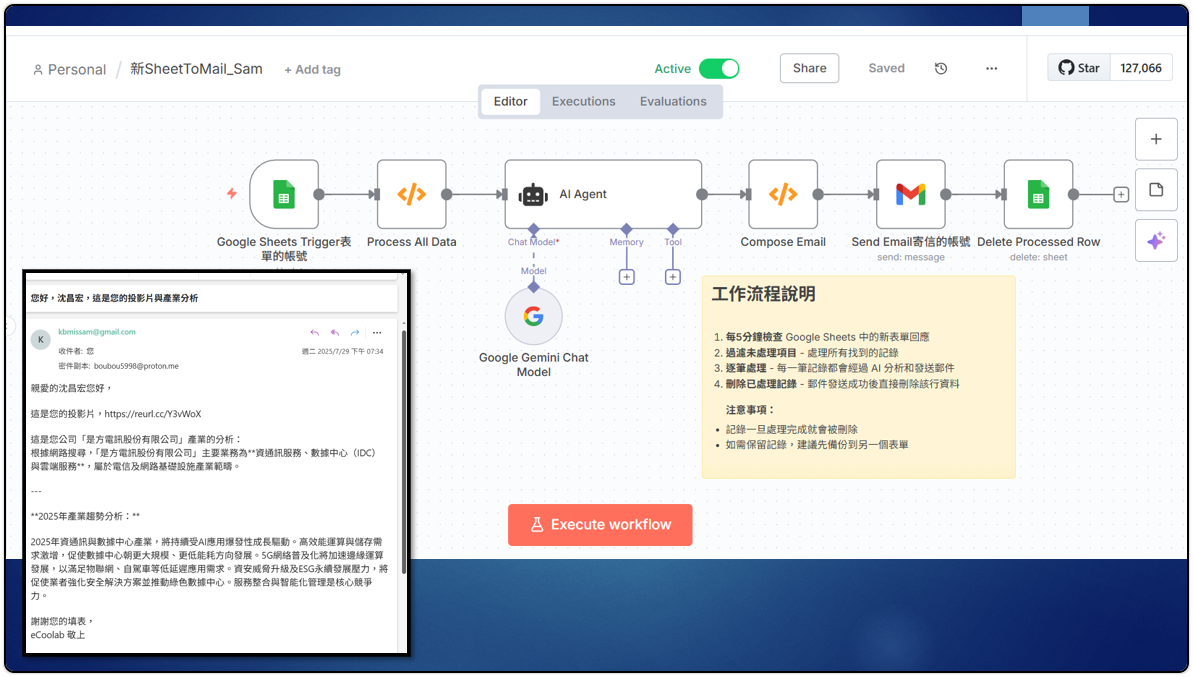 Personal / 新SheetToMail_Sam + Add tag
Active
Share
Saved
Star 127,066
Editor Executions Evaluations
Google Sheets Trigger表
單的帳號
Process All Data
AI Agent
Chat Model*
Memory
Tool
Model
Google Gemini Chat
Model
Compose Email
Send Email寄信的帳號
send: message
Delete Processed Row
delete: sheet
工作流程說明
1. 每5分鐘檢查 Google Sheets 中的新表單回應
2. 過濾未處理項目 - 處理所有找到的記錄
3. 逐筆處理 - 每一筆記錄都會經過 AI 分析和發送郵件
4. 刪除已處理記錄 - 郵件發送成功後直接刪除該行資料
注意事項：
• 記錄一旦處理完成就會被刪除
• 如需保留記錄，建議先備份到另一個表單
Execute workflow
您好，沈昌宏，這是您的投影片與產業分析
K
kbmissam@gmail.com
收件者: 您
週二 2025/7/29 下午 07:34
密件副本: boubou5998@proton.me
親愛的沈昌宏您好，
這是您的投影片，https://reurl.cc/Y3vWoX
這是您公司「是方電訊股份有限公司」產業的分析：
根據網路搜尋，「是方電訊股份有限公司」主要業務為**資通訊服務、數據中心（IDC）
與雲端服務**，屬於電信及網路基礎設施產業範疇。
---
**2025年產業趨勢分析：**
2025年資通訊與數據中心產業，將持續受AI應用爆發性成長驅動。高效能運算與儲存需
求激增，促使數據中心朝更大規模、更低能耗方向發展。5G網絡普及化將加速邊緣運算
發展，以滿足物聯網、自駕車等低延遲應用需求。資安威脅升級及ESG永續發展壓力，將
促使業者強化安全解決方案並推動綠色數據中心。服務整合與智能化管理是核心競爭
力。
謝謝您的填表，
eCoolab 敬上